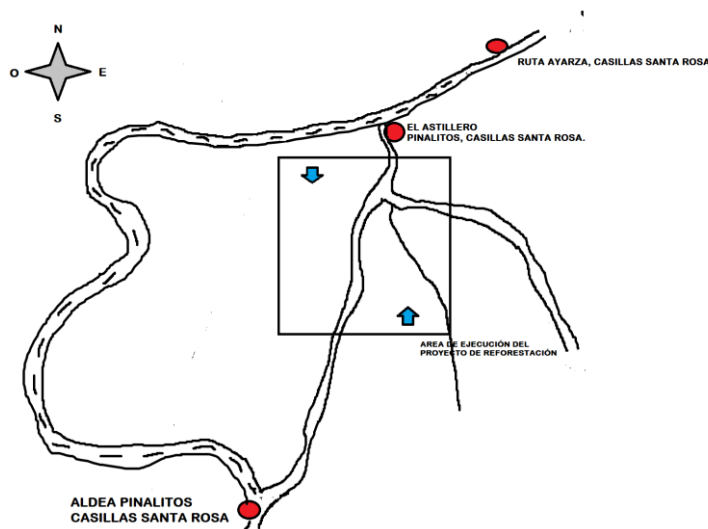 N
O
E
S
RUTA AYARZA, CASILLAS SANTA ROSA
EL ASTILLERO
PINALITOS, CASILLAS SANTA ROSA.
AREA DE EJECUCIÓN DEL
PROYECTO DE REFORESTACIÓN
ALDEA PINALITOS
CASILLAS SANTA ROSA